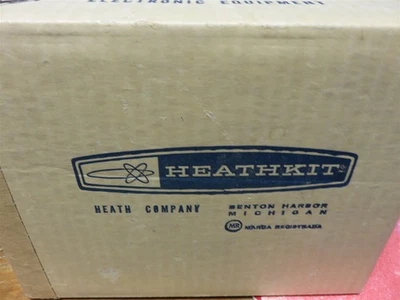 ELECTRONIC EQUIPMENT
HEATHKIT
HEATH COMPANY
BENTON HARBOR
MICHIGAN
MR MARCA REGISTRADA